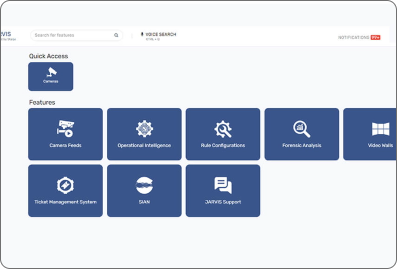 VIS
Search for features
VOICE SEARCH
NOTIFICATIONS 99+
Quick Access
Cameras
Features
Camera Feeds
Operational Intelligence
Rule Configurations
Forensic Analysis
Video Walls
Ticket Management System
SIAN
JARVIS Support